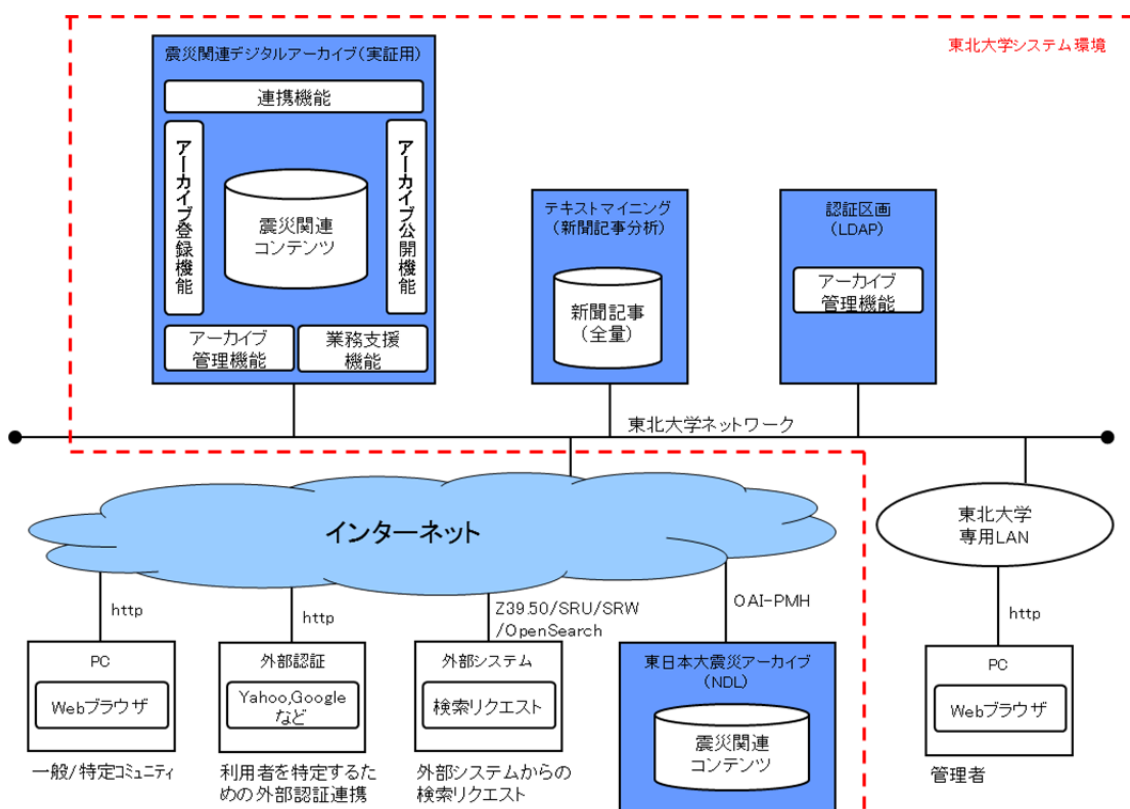 東北大学システム環境
震災関連デジタルアーカイブ(実証用)
連携機能
アーカイブ登録機能
震災関連
コンテンツ
アーカイブ公開機能
アーカイブ
管理機能
業務支援
機能
テキストマイニング
(新聞記事分析)
新聞記事
(全量)
認証区画
(LDAP)
アーカイブ
管理機能
東北大学ネットワーク
インターネット
東北大学
専用LAN
http
http
Z39.50/SRU/SRW
/OpenSearch
OAI-PMH
http
PC
Webブラウザ
一般/特定コミュニティ
外部認証
Yahoo,Google
など
利用者を特定するた
めの外部認証連携
外部システム
検索リクエスト
外部システムからの
検索リクエスト
東日本大震災アーカイブ
(NDL)
震災関連
コンテンツ
PC
Webブラウザ
管理者